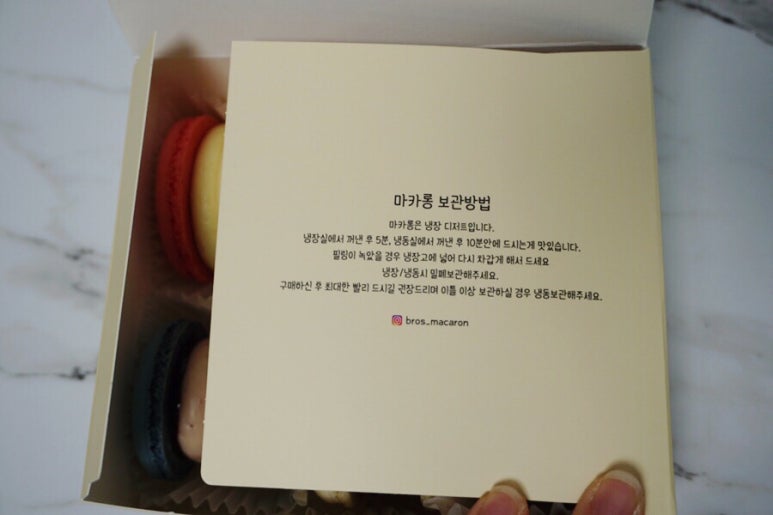 마카롱 보관방법
마카롱은 냉장 디저트입니다.
냉장실에서 꺼낸 후 5분, 냉동실에서 꺼낸 후 10분안에 드시는게 맛있습니다.
필링이 녹았을 경우 냉장고에 넣어 다시 차갑게 해서 드세요
냉장/냉동시 밀폐보관해주세요.
구매하신 후 최대한 빨리 드시길 권장드리며 이틀 이상 보관하실 경우 냉동보관해주세요.
bros_macaron